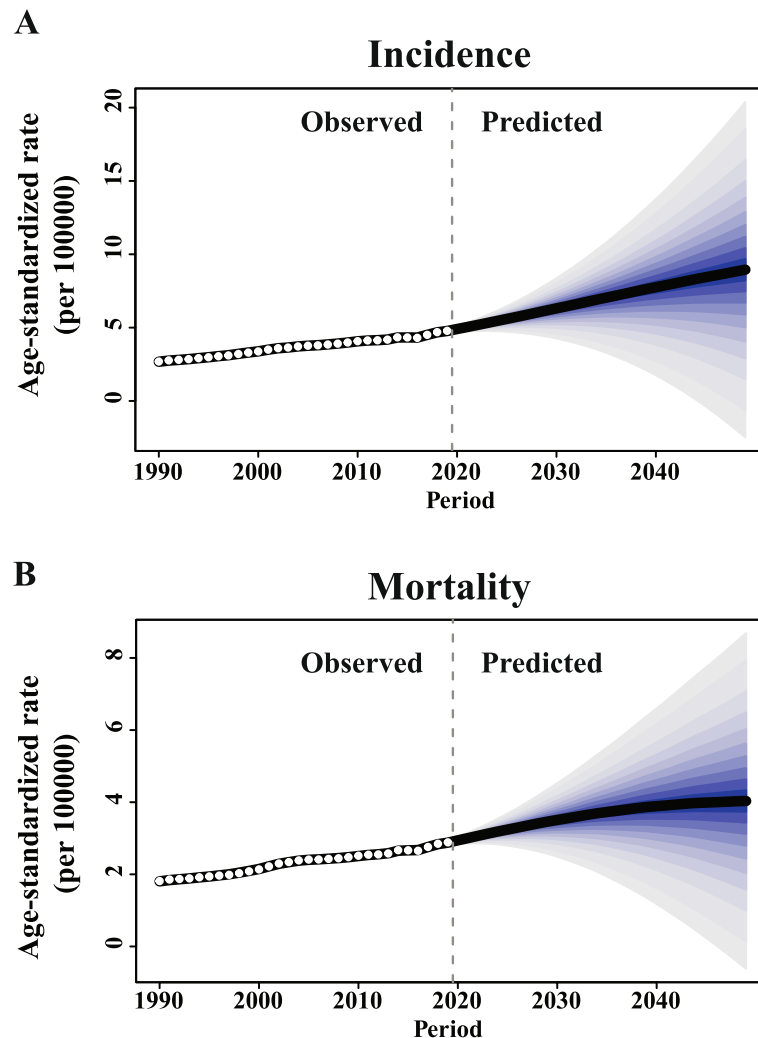 A
Incidence
Age-standardized rate
(per 100000)
20
15
10
5
0
Observed
Predicted
1990
2000
2010
2020
2030
2040
Period
B
Mortality
Age-standardized rate
(per 100000)
8
6
4
2
0
Observed
Predicted
1990
2000
2010
2020
2030
2040
Period